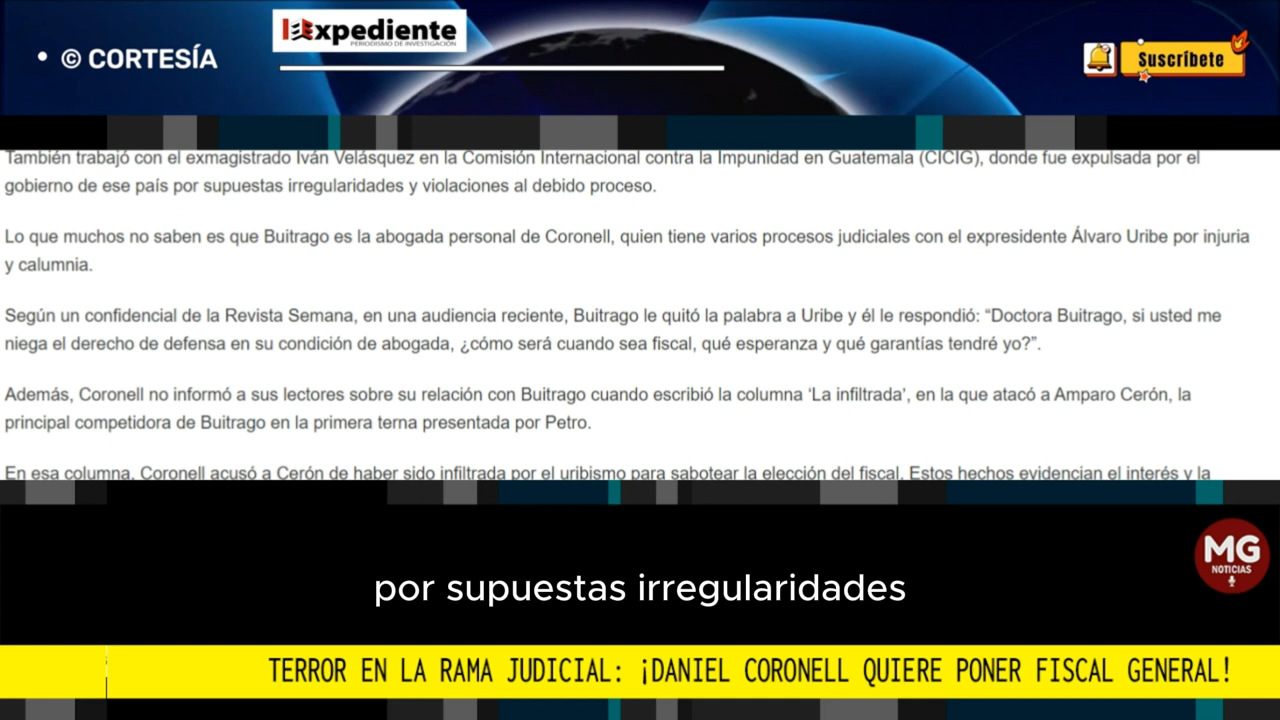 • © CORTESÍA
Expediente
PERIODISMO DE INVESTIGACIÓN
Suscríbete
También trabajó con el exmagistrado Iván Velásquez en la Comisión Internacional contra la Impunidad en Guatemala (CICIG), donde fue expulsada por el
gobierno de ese país por supuestas irregularidades y violaciones al debido proceso.
Lo que muchos no saben es que Buitrago es la abogada personal de Coronell, quien tiene varios procesos judiciales con el expresidente Álvaro Uribe por injuria
y calumnia.
Según un confidencial de la Revista Semana, en una audiencia reciente, Buitrago le quitó la palabra a Uribe y él le respondió: “Doctora Buitrago, si usted me
niega el derecho de defensa en su condición de abogada, ¿cómo será cuando sea fiscal, qué esperanza y qué garantías tendré yo?”.
Además, Coronell no informó a sus lectores sobre su relación con Buitrago cuando escribió la columna ‘La infiltrada’, en la que atacó a Amparo Cerón, la
principal competidora de Buitrago en la primera terna presentada por Petro.
En esa columna, Coronell acusó a Cerón de haber sido infiltrada por el uribismo para sabotear la elección del fiscal. Estos hechos evidencian el interés y la
MG
NOTICIAS
por supuestas irregularidades
TERROR EN LA RAMA JUDICIAL: ¡DANIEL CORONELL QUIERE PONER FISCAL GENERAL!